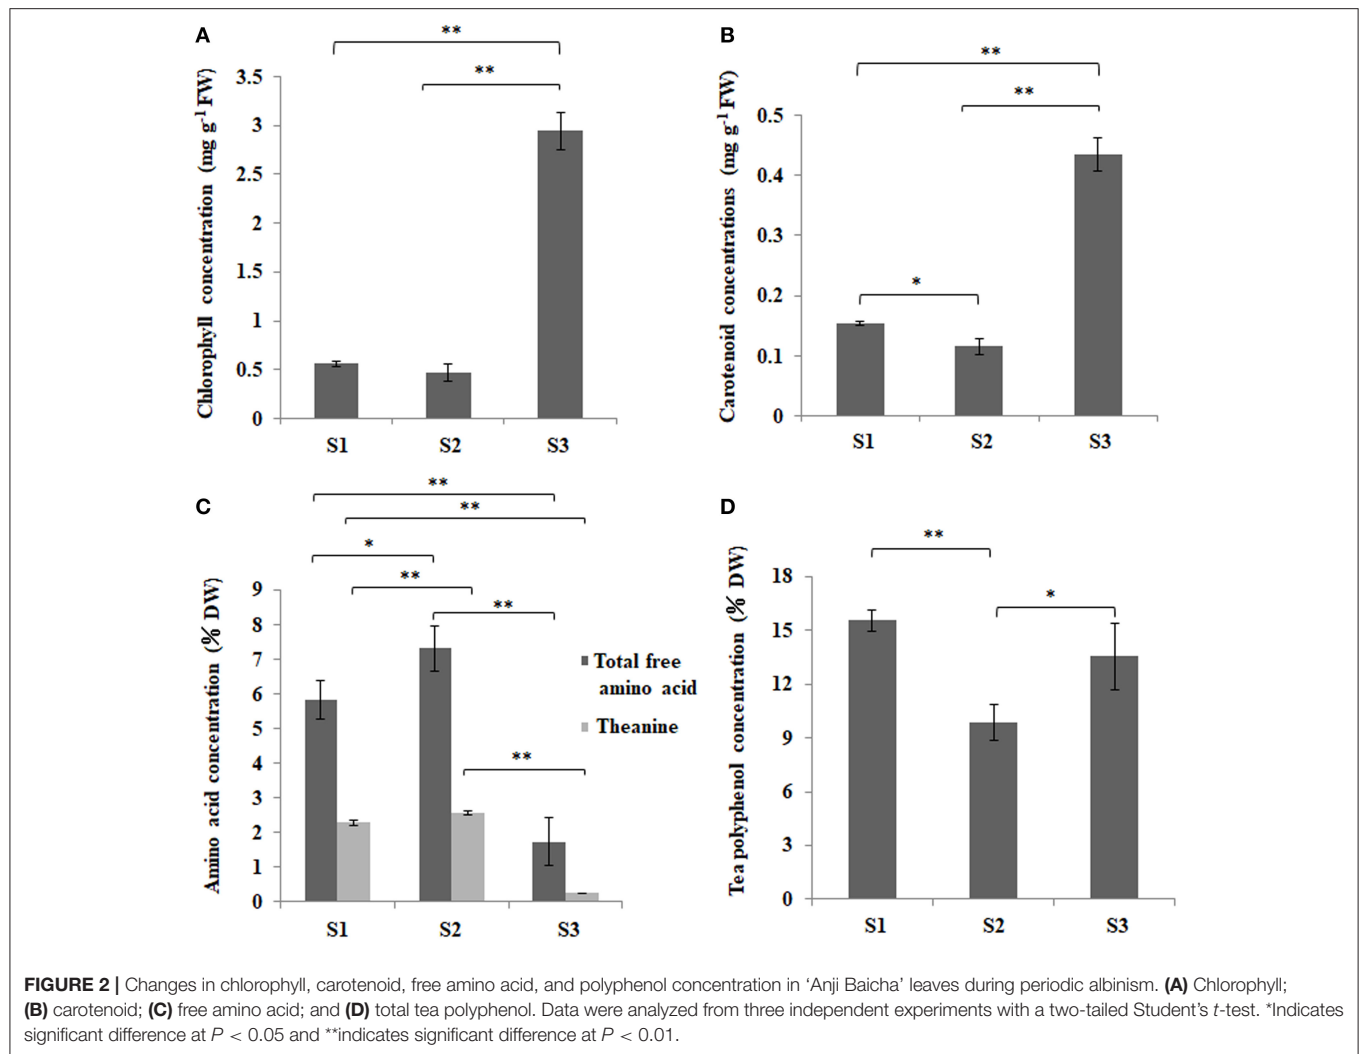 A
**
**
Chlorophyll concentration (mg g-1 FW)
3.5
3
2.5
2
1.5
1
0.5
0
S1 S2 S3
B
**
**
*
Carotenoid concentrations (mg g-1 FW)
0.5
0.4
0.3
0.2
0.1
0
S1 S2 S3
C
**
**
*
**
**
**
Amino acid concentration (% DW)
9
8
7
6
5
4
3
2
1
0
Total free
amino acid
Theanine
S1 S2 S3
D
**
*
Tea polyphenol concentration (% DW)
18
15
12
9
6
3
0
S1 S2 S3
FIGURE 2 | Changes in chlorophyll, carotenoid, free amino acid, and polyphenol concentration in ‘Anji Baicha’ leaves during periodic albinism. (A) Chlorophyll;
(B) carotenoid; (C) free amino acid; and (D) total tea polyphenol. Data were analyzed from three independent experiments with a two-tailed Student’s t-test. *Indicates
significant difference at P < 0.05 and **indicates significant difference at P < 0.01.